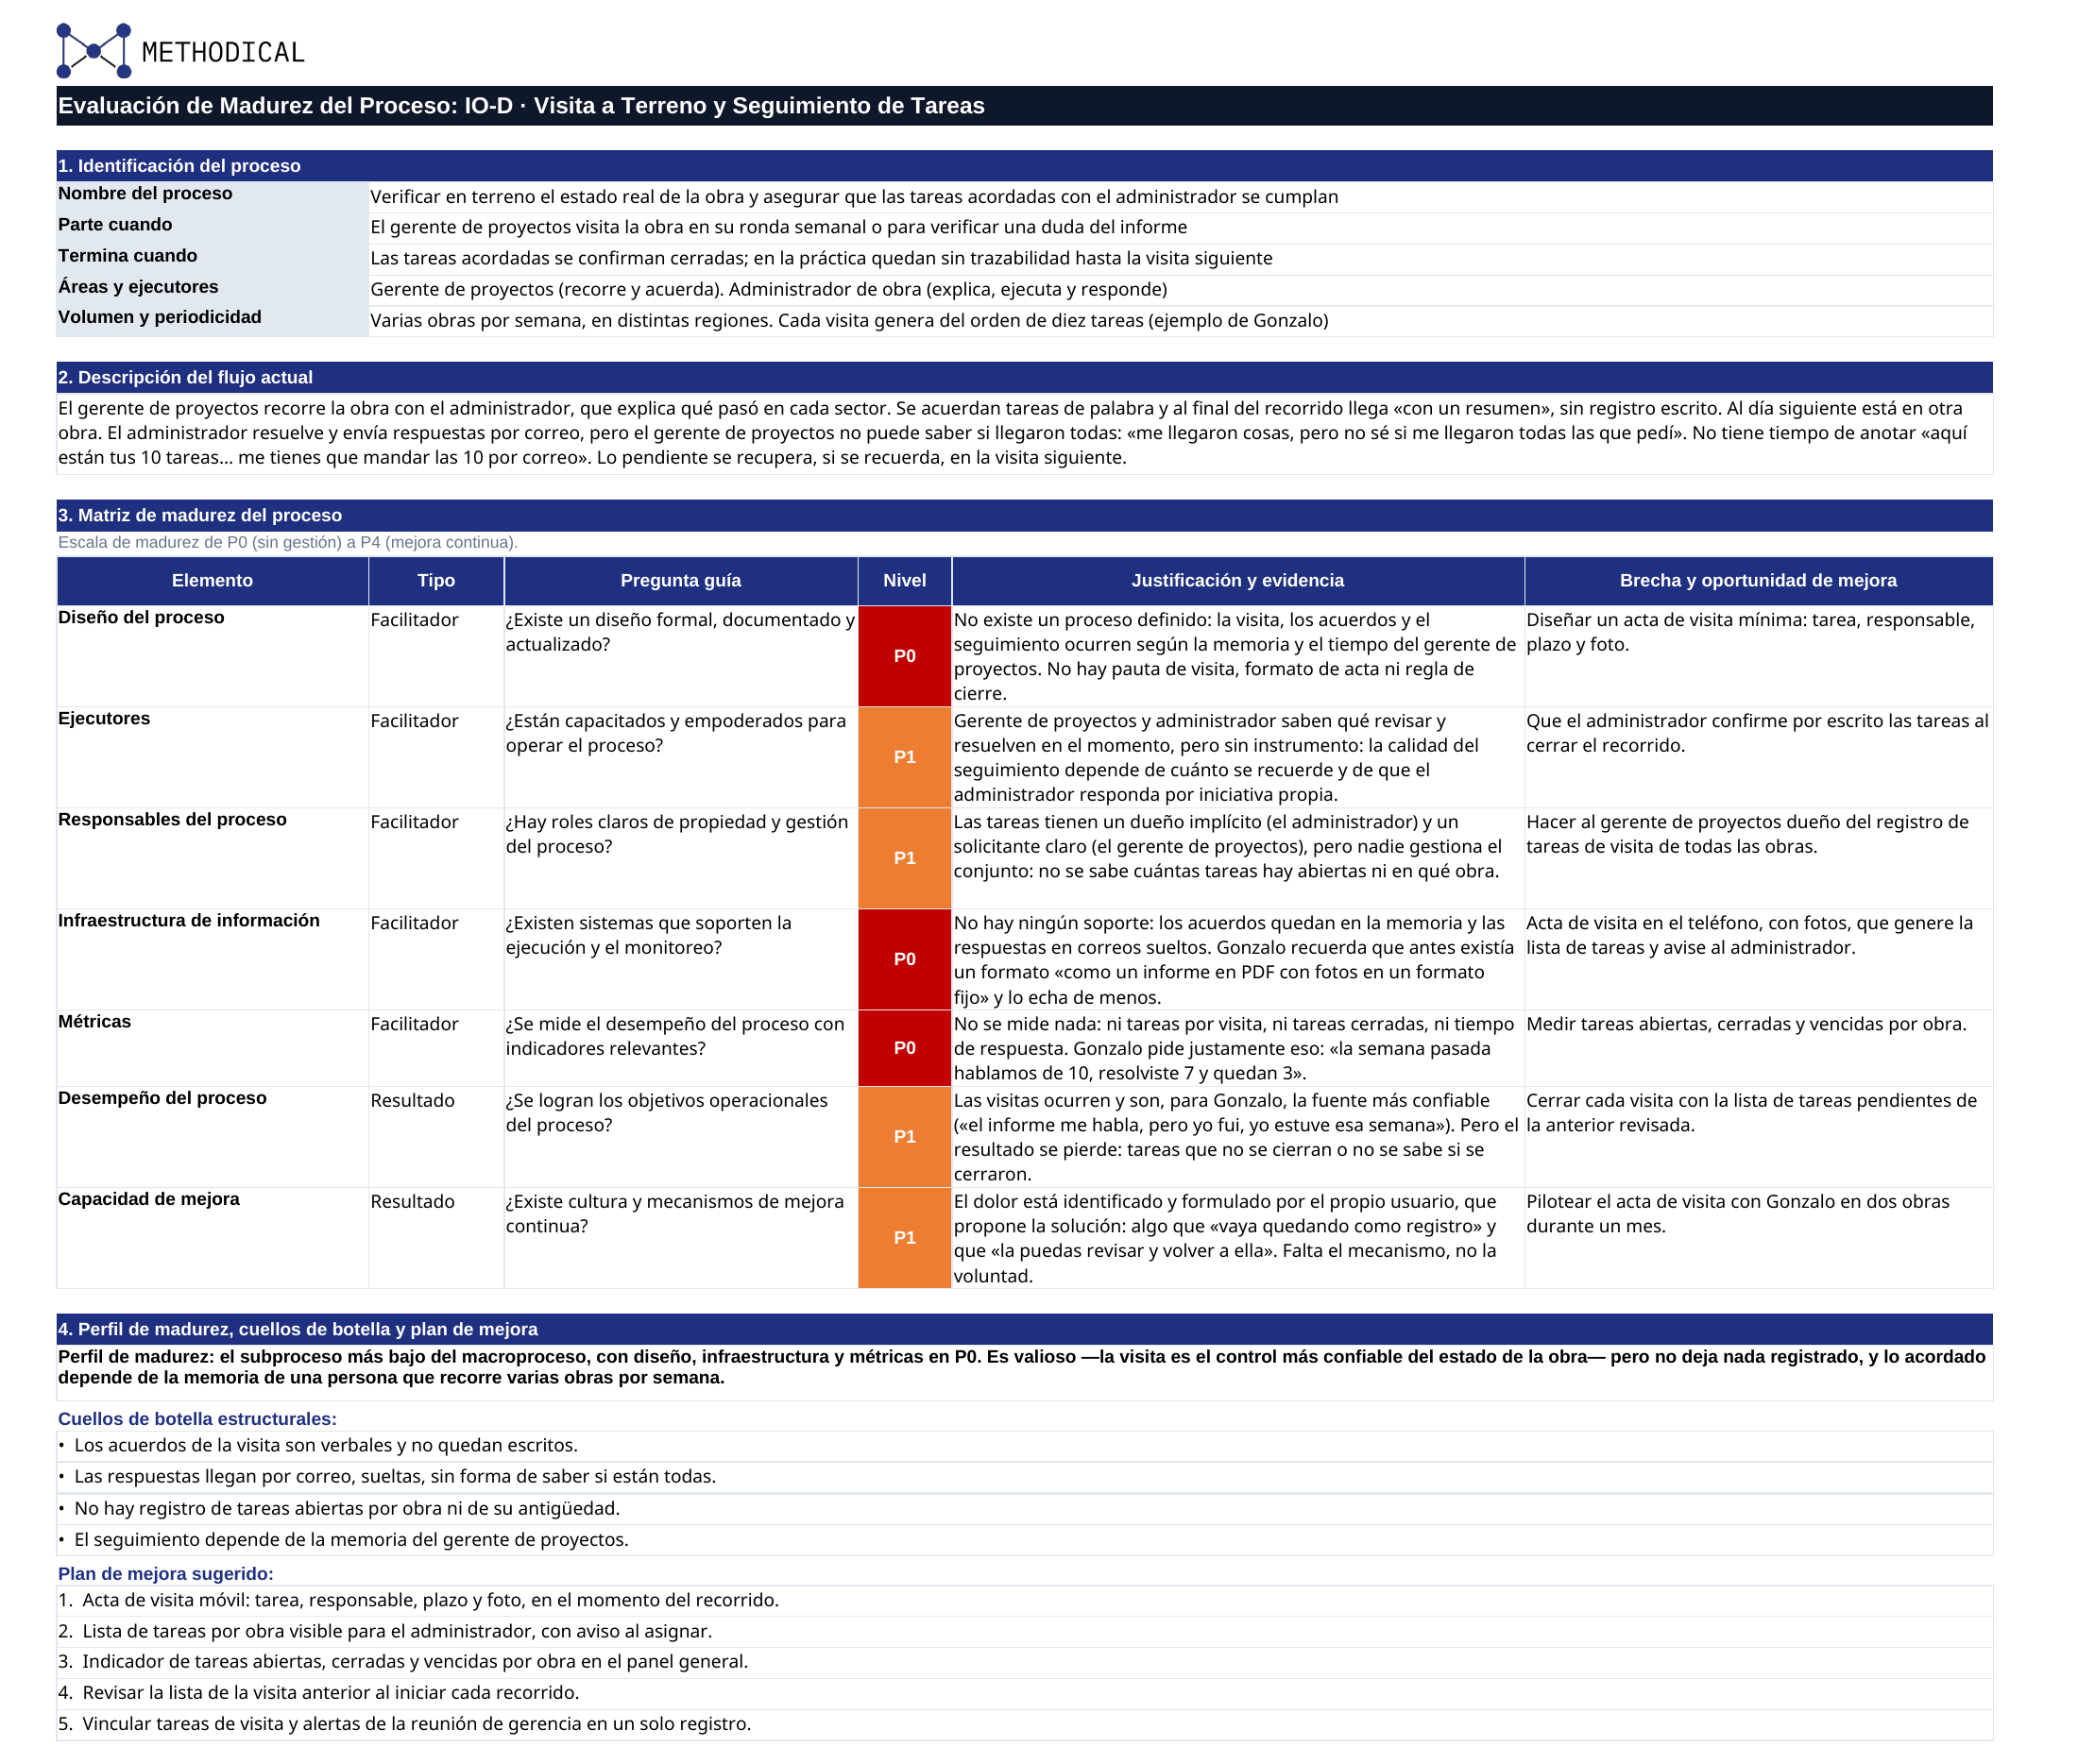 METHODICAL
Evaluación de Madurez del Proceso: IO-D · Visita a Terreno y Seguimiento de Tareas
1. Identificación del proceso
Nombre del proceso
Verificar en terreno el estado real de la obra y asegurar que las tareas acordadas con el administrador se cumplan
Parte cuando
El gerente de proyectos visita la obra en su ronda semanal o para verificar una duda del informe
Termina cuando
Las tareas acordadas se confirman cerradas; en la práctica quedan sin trazabilidad hasta la visita siguiente
Áreas y ejecutores
Gerente de proyectos (recorre y acuerda). Administrador de obra (explica, ejecuta y responde)
Volumen y periodicidad
Varias obras por semana, en distintas regiones. Cada visita genera del orden de diez tareas (ejemplo de Gonzalo)
2. Descripción del flujo actual
El gerente de proyectos recorre la obra con el administrador, que explica qué pasó en cada sector. Se acuerdan tareas de palabra y al final del recorrido llega «con un resumen», sin registro escrito. Al día siguiente está en otra
obra. El administrador resuelve y envía respuestas por correo, pero el gerente de proyectos no puede saber si llegaron todas: «me llegaron cosas, pero no sé si me llegaron todas las que pedí». No tiene tiempo de anotar «aquí
están tus 10 tareas... me tienes que mandar las 10 por correo». Lo pendiente se recupera, si se recuerda, en la visita siguiente.
3. Matriz de madurez del proceso
Escala de madurez de P0 (sin gestión) a P4 (mejora continua).
Elemento
Tipo
Pregunta guía
Nivel
Justificación y evidencia
Brecha y oportunidad de mejora
Diseño del proceso
Facilitador
¿Existe un diseño formal, documentado y
actualizado?
P0
No existe un proceso definido: la visita, los acuerdos y el
seguimiento ocurren según la memoria y el tiempo del gerente de
proyectos. No hay pauta de visita, formato de acta ni regla de
cierre.
Diseñar un acta de visita mínima: tarea, responsable,
plazo y foto.
Ejecutores
Facilitador
¿Están capacitados y empoderados para
operar el proceso?
P1
Gerente de proyectos y administrador saben qué revisar y
resuelven en el momento, pero sin instrumento: la calidad del
seguimiento depende de cuánto se recuerde y de que el
administrador responda por iniciativa propia.
Que el administrador confirme por escrito las tareas al
cerrar el recorrido.
Responsables del proceso
Facilitador
¿Hay roles claros de propiedad y gestión
del proceso?
P1
Las tareas tienen un dueño implícito (el administrador) y un
solicitante claro (el gerente de proyectos), pero nadie gestiona el
conjunto: no se sabe cuántas tareas hay abiertas ni en qué obra.
Hacer al gerente de proyectos dueño del registro de
tareas de visita de todas las obras.
Infraestructura de información
Facilitador
¿Existen sistemas que soporten la
ejecución y el monitoreo?
P0
No hay ningún soporte: los acuerdos quedan en la memoria y las
respuestas en correos sueltos. Gonzalo recuerda que antes existía
un formato «como un informe en PDF con fotos en un formato
fijo» y lo echa de menos.
Acta de visita en el teléfono, con fotos, que genere la
lista de tareas y avise al administrador.
Métricas
Facilitador
¿Se mide el desempeño del proceso con
indicadores relevantes?
P0
No se mide nada: ni tareas por visita, ni tareas cerradas, ni tiempo
de respuesta. Gonzalo pide justamente eso: «la semana pasada
hablamos de 10, resolviste 7 y quedan 3».
Medir tareas abiertas, cerradas y vencidas por obra.
Desempeño del proceso
Resultado
¿Se logran los objetivos operacionales
del proceso?
P1
Las visitas ocurren y son, para Gonzalo, la fuente más confiable
(«el informe me habla, pero yo fui, yo estuve esa semana»). Pero el
resultado se pierde: tareas que no se cierran o no se sabe si se
cerraron.
Cerrar cada visita con la lista de tareas pendientes de
la anterior revisada.
Capacidad de mejora
Resultado
¿Existe cultura y mecanismos de mejora
continua?
P1
El dolor está identificado y formulado por el propio usuario, que
propone la solución: algo que «vaya quedando como registro» y
que «la puedas revisar y volver a ella». Falta el mecanismo, no la
voluntad.
Pilotear el acta de visita con Gonzalo en dos obras
durante un mes.
4. Perfil de madurez, cuellos de botella y plan de mejora
Perfil de madurez: el subproceso más bajo del macroproceso, con diseño, infraestructura y métricas en P0. Es valioso —la visita es el control más confiable del estado de la obra— pero no deja nada registrado, y lo acordado
depende de la memoria de una persona que recorre varias obras por semana.
Cuellos de botella estructurales:
• Los acuerdos de la visita son verbales y no quedan escritos.
• Las respuestas llegan por correo, sueltas, sin forma de saber si están todas.
• No hay registro de tareas abiertas por obra ni de su antigüedad.
• El seguimiento depende de la memoria del gerente de proyectos.
Plan de mejora sugerido:
1. Acta de visita móvil: tarea, responsable, plazo y foto, en el momento del recorrido.
2. Lista de tareas por obra visible para el administrador, con aviso al asignar.
3. Indicador de tareas abiertas, cerradas y vencidas por obra en el panel general.
4. Revisar la lista de la visita anterior al iniciar cada recorrido.
5. Vincular tareas de visita y alertas de la reunión de gerencia en un solo registro.